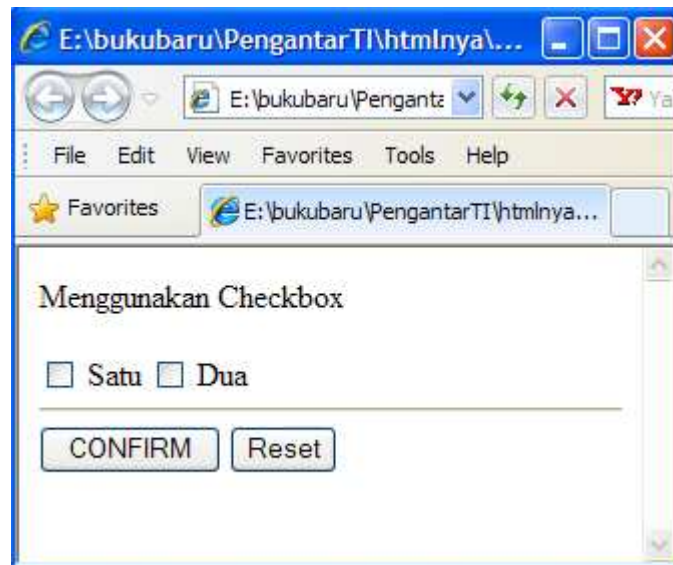 E:\bukubaru\PengantarTI\htmlnya\...
E:\bukubaru\Penganta
Ya
File Edit View Favorites Tools Help
Favorites E:\bukubaru\PengantarTI\htmlnya...
Menggunakan Checkbox
Satu Dua
CONFIRM Reset